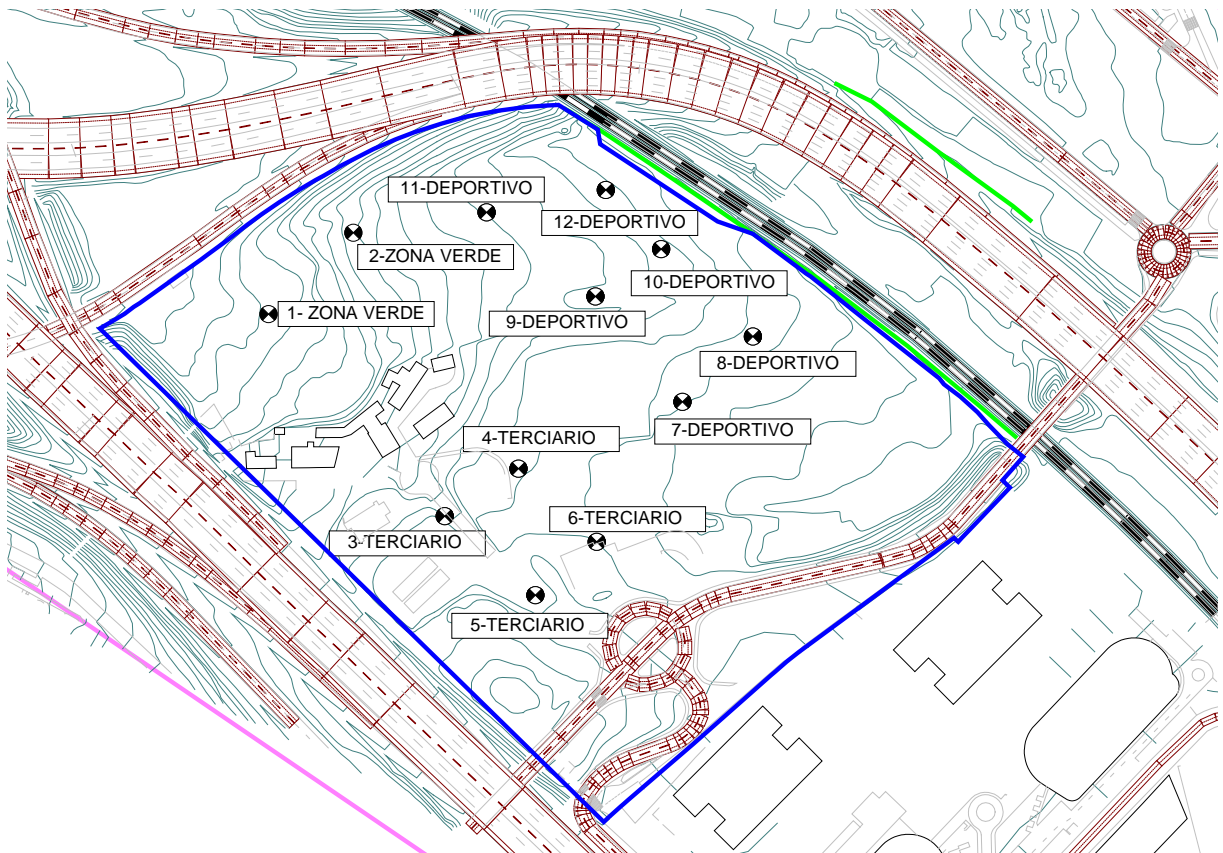 11-DEPORTIVO
12-DEPORTIVO
2-ZONA VERDE
10-DEPORTIVO
1- ZONA VERDE
9-DEPORTIVO
8-DEPORTIVO
7-DEPORTIVO
4-TERCIARIO
6-TERCIARIO
3-TERCIARIO
5-TERCIARIO